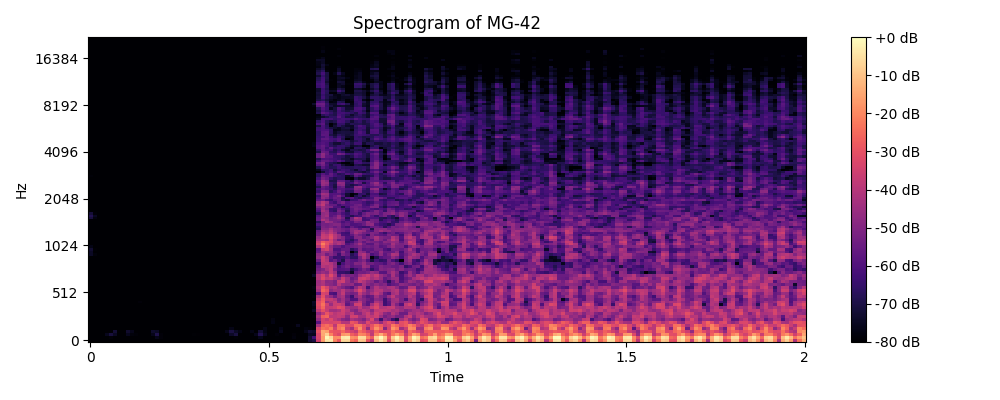 Spectrogram of MG-42
Hz
16384
8192
4096
2048
1024
512
0
0
0.5
1
1.5
2
Time
+0 dB
-10 dB
-20 dB
-30 dB
-40 dB
-50 dB
-60 dB
-70 dB
-80 dB